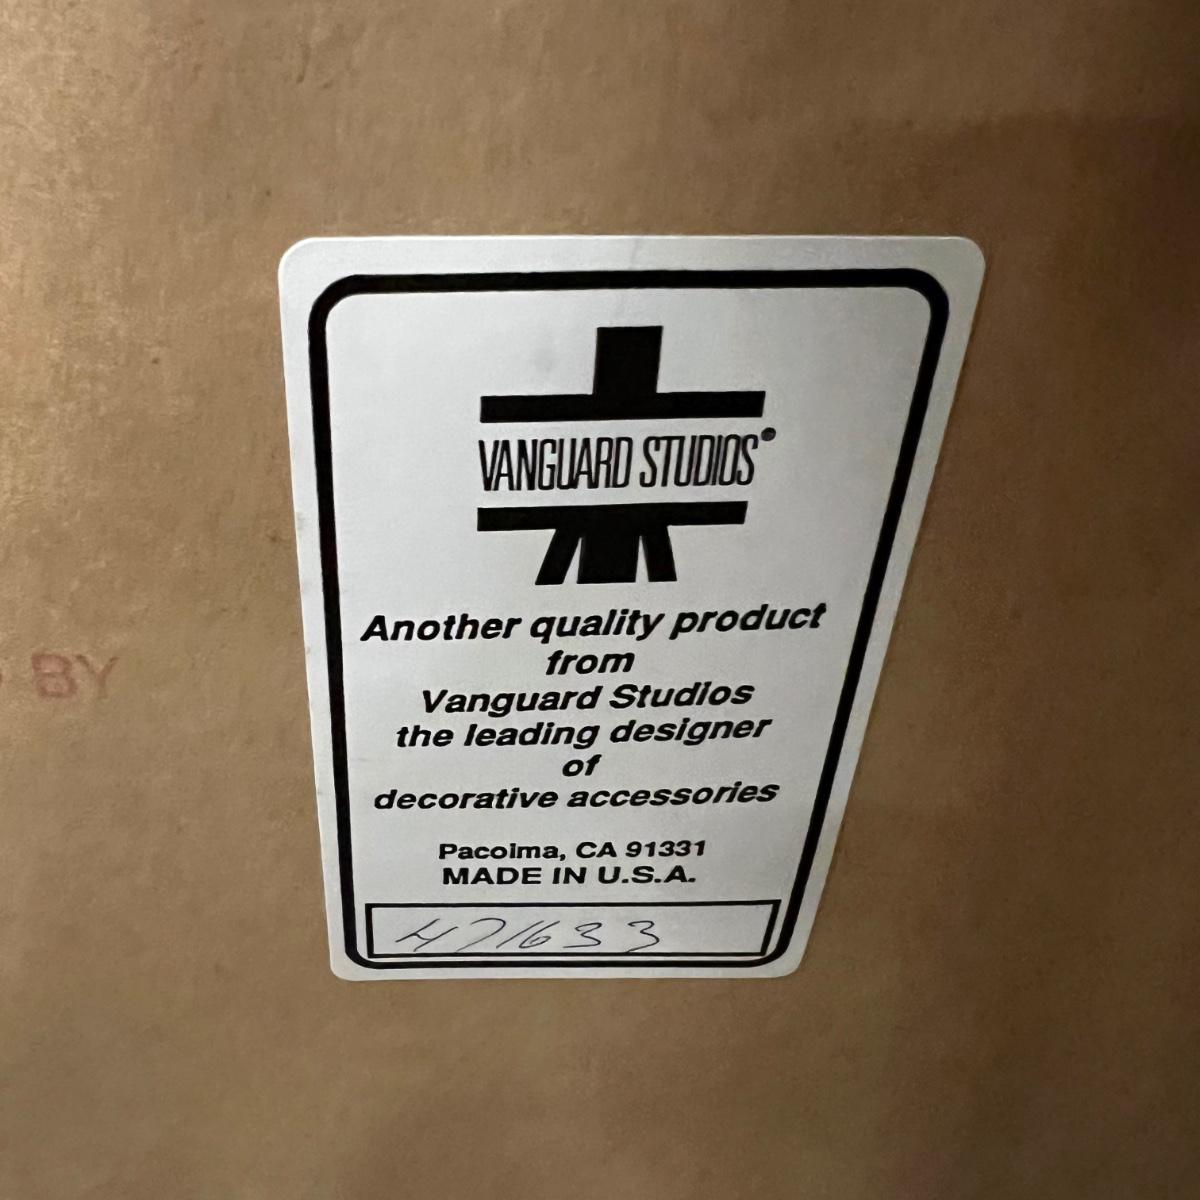 VANGUARD STUDIOS®
Another quality product
from
Vanguard Studios
the leading designer
of
decorative accessories
Pacoima, CA 91331
MADE IN U.S.A.
471633
BY